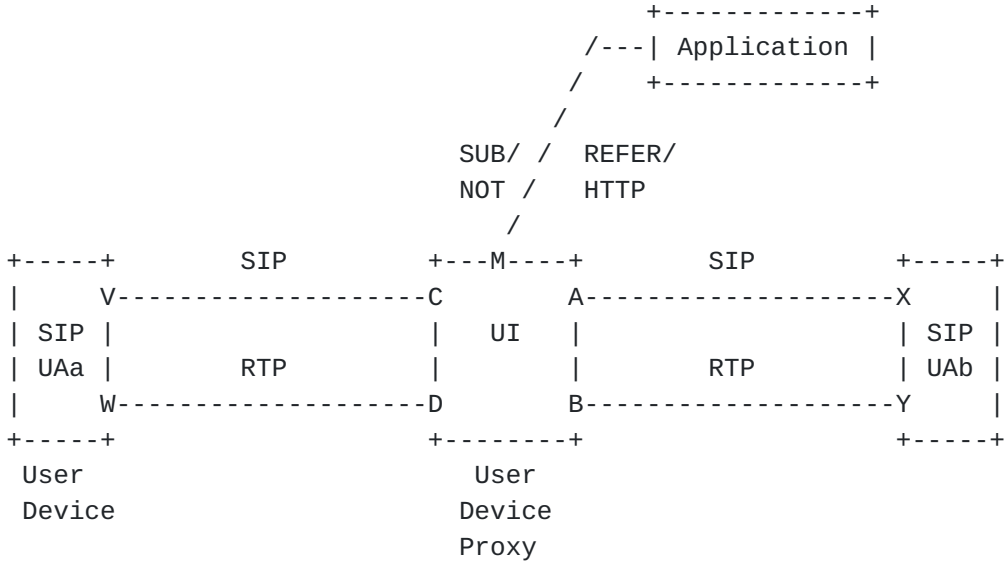 +-------------+
/---| Application |
/ +-------------+
/
SUB/ / REFER/
NOT / HTTP
/
+-----+ SIP +---M----+ SIP +-----+
| V--------------------C A--------------------X |
| SIP | | UI | | SIP |
| UAa | RTP | | RTP | UAb |
| W--------------------D B--------------------Y |
+-----+ +--------+ +-----+
User User
Device Device
Proxy